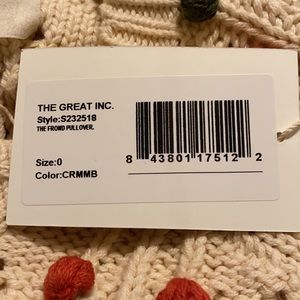 THE GREAT INC.
Style:S232518
THE FROND PULLOVER.
8 43801 17512 2
Size:0
Color:CRMMB